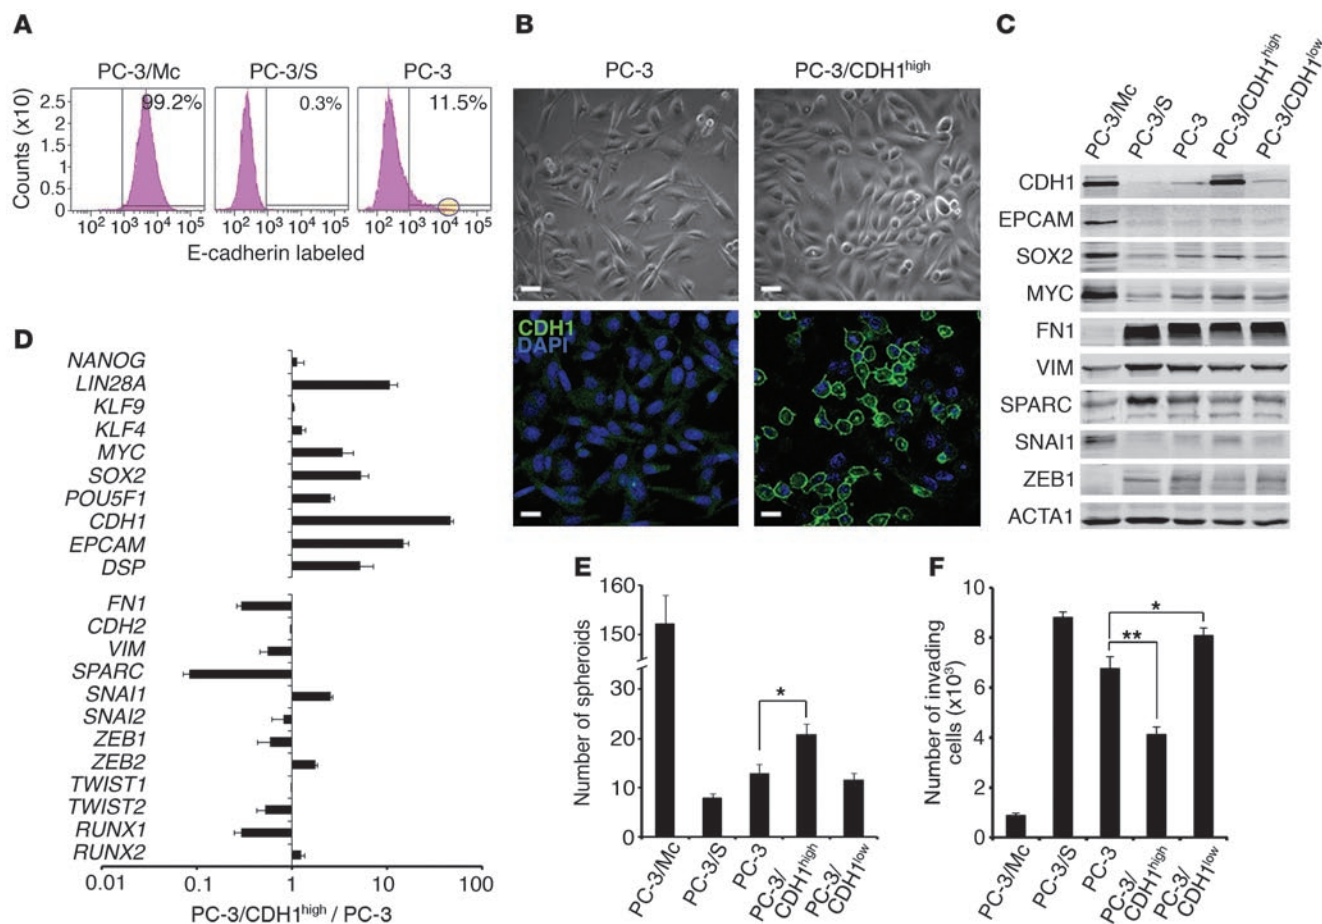 A
PC-3/Mc PC-3/S PC-3
99.2% 0.3% 11.5%
Counts (x10)
2.5
2
1.5
1
0.5
0
10² 10³ 10⁴ 10⁵ 10² 10³ 10⁴ 10⁵ 10² 10³ 10⁴ 10⁵
E-cadherin labeled
B
PC-3 PC-3/CDH1high
CDH1
DAPI
C
PC-3/Mc
PC-3/S
PC-3
PC-3/CDH1high
PC-3/CDH1low
CDH1
EPCAM
SOX2
MYC
FN1
VIM
SPARC
SNAI1
ZEB1
ACTA1
D
NANOG
LIN28A
KLF9
KLF4
MYC
SOX2
POU5F1
CDH1
EPCAM
DSP
FN1
CDH2
VIM
SPARC
SNAI1
SNAI2
ZEB1
ZEB2
TWIST1
TWIST2
RUNX1
RUNX2
0.01 0.1 1 10 100
PC-3/CDH1high / PC-3
E
Number of spheroids
160
150
30
20
10
0
*
PC-3/Mc
PC-3/S
PC-3
PC-3/
CDH1high
PC-3/
CDH1low
F
Number of invading
cells (x10³)
10
8
6
4
2
0
*
**
PC-3/Mc
PC-3/S
PC-3
PC-3/
CDH1high
PC-3/
CDH1low